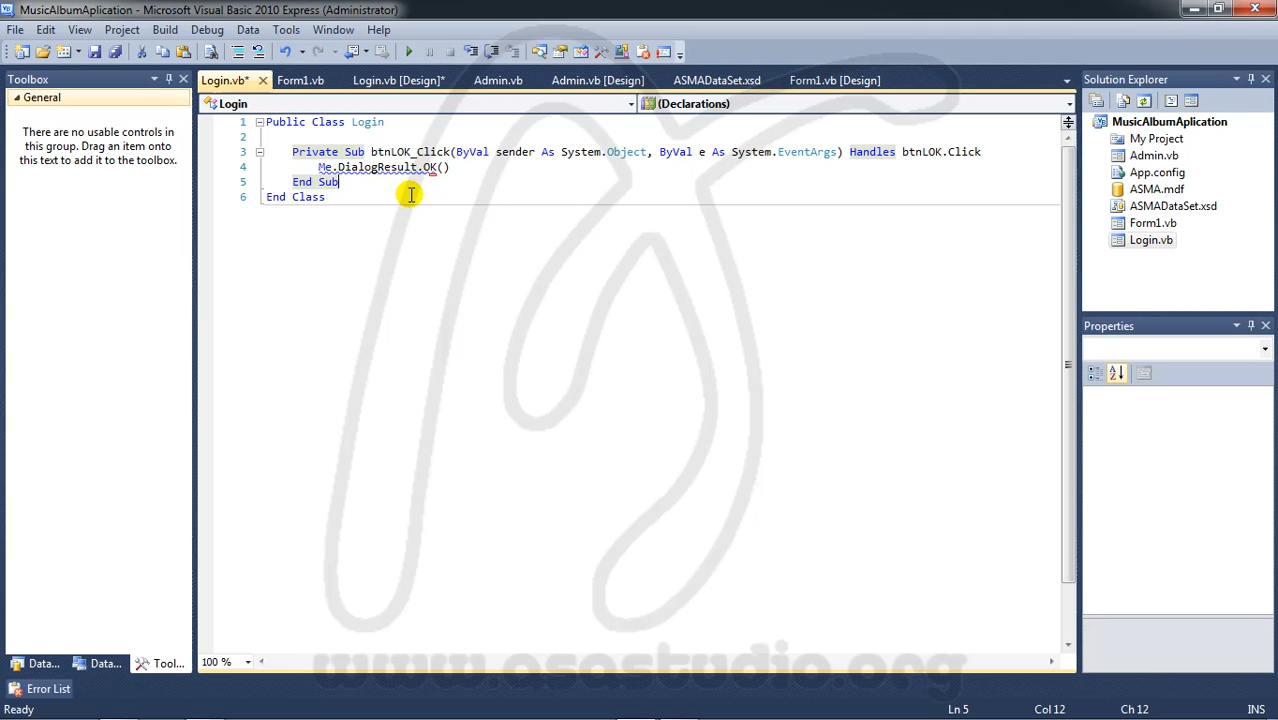 MusicAlbumAplication - Microsoft Visual Basic 2010 Express (Administrator)
File Edit View Project Build Debug Data Tools Window Help
Toolbox
General
There are no usable controls in
this group. Drag an item onto
this text to add it to the toolbox.
Data... Data... Tool...
Login.vb* Form1.vb Login.vb [Design]* Admin.vb Admin.vb [Design] ASMADataSet.xsd Form1.vb [Design]
Login (Declarations)
1 Public Class Login
2
3 Private Sub btnLOK_Click(ByVal sender As System.Object, ByVal e As System.EventArgs) Handles btnLOK.Click
4 Me.DialogResult.OK()
5 End Sub
6 End Class
100 %
www.asastudio.org
Solution Explorer
MusicAlbumAplication
My Project
Admin.vb
App.config
ASMA.mdf
ASMADataSet.xsd
Form1.vb
Login.vb
Properties
Error List
Ready Ln 5 Col 12 Ch 12 INS